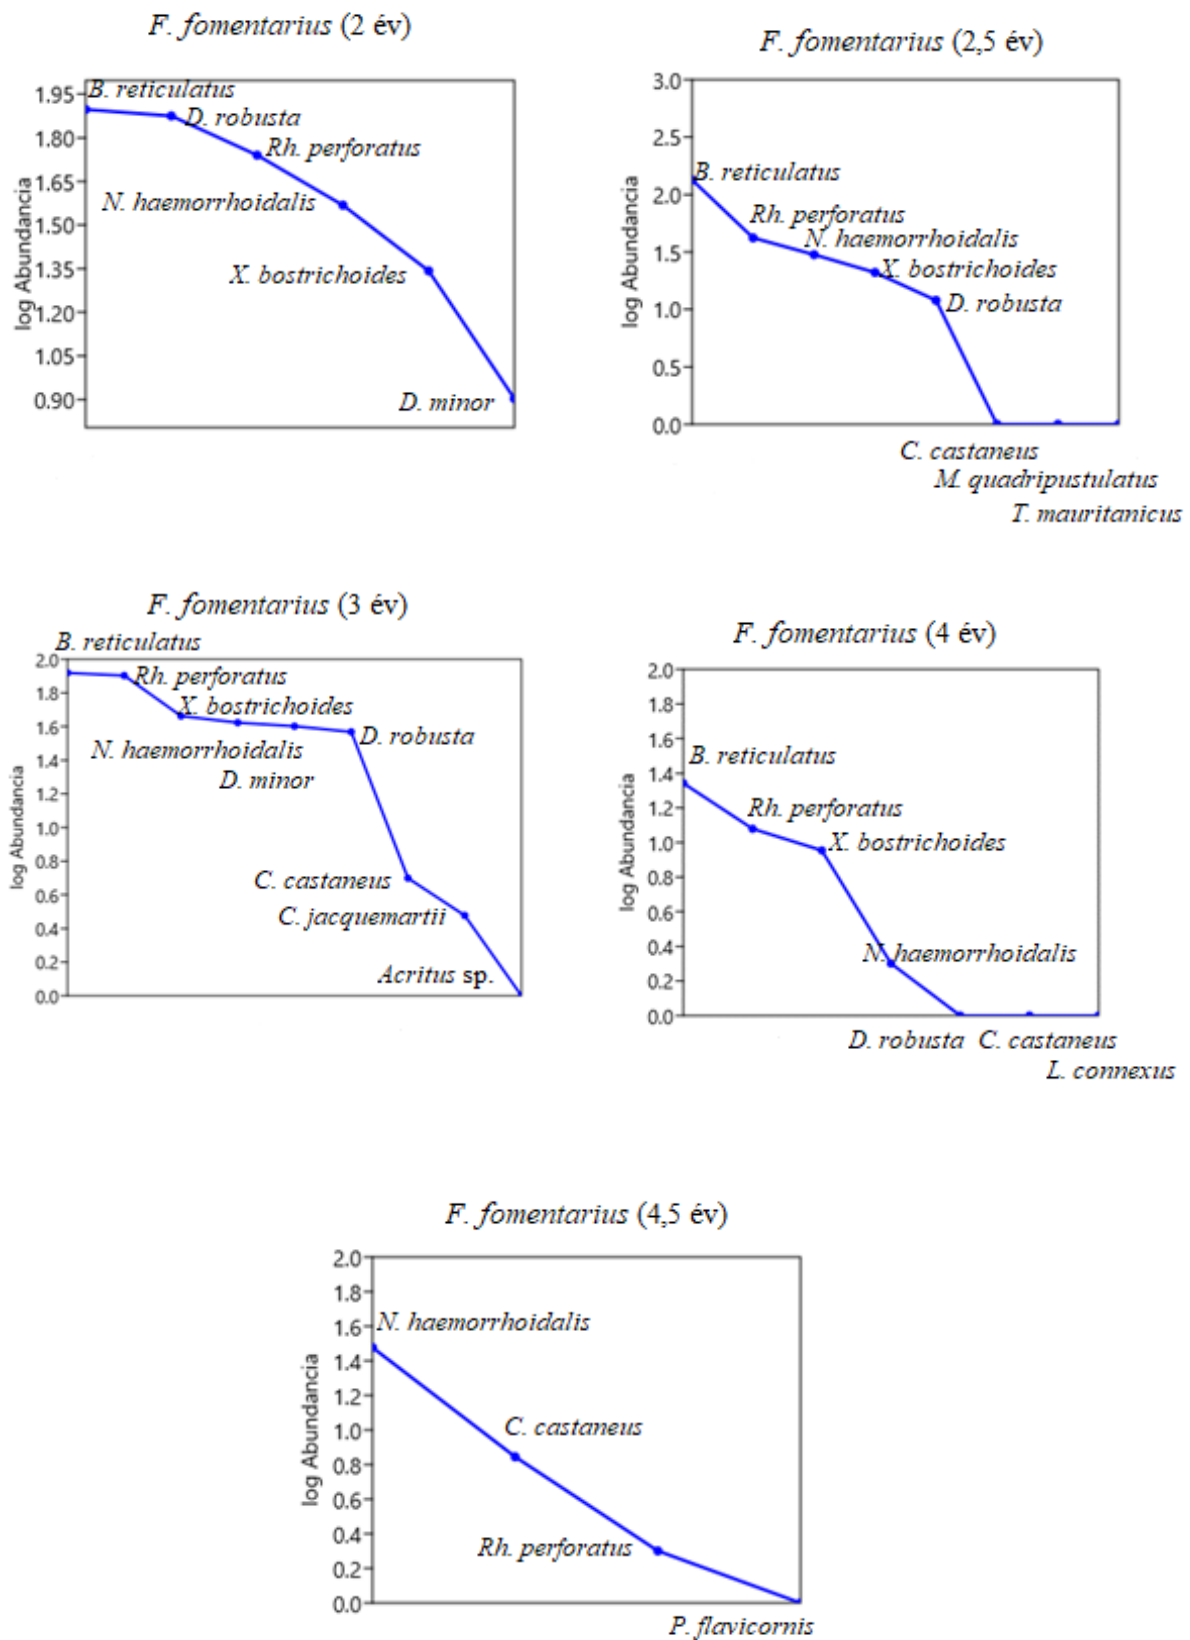 F. fomentarius (2 év)
1.95
1.80
1.65
1.50
1.35
1.20
1.05
0.90
log Abundancia
B. reticulatus
D. robusta
Rh. perforatus
N. haemorrhoidalis
X. bostrichoides
D. minor
F. fomentarius (2,5 év)
3.0
2.5
2.0
1.5
1.0
0.5
0.0
log Abundancia
B. reticulatus
Rh. perforatus
N. haemorrhoidalis
X. bostrichoides
D. robusta
C. castaneus
M. quadripustulatus
T. mauritanicus
F. fomentarius (3 év)
2.0
1.8
1.6
1.4
1.2
1.0
0.8
0.6
0.4
0.2
0.0
log Abundancia
B. reticulatus
Rh. perforatus
X. bostrichoides
N. haemorrhoidalis
D. minor
D. robusta
C. castaneus
C. jacquemartii
Acritus sp.
F. fomentarius (4 év)
2.0
1.8
1.6
1.4
1.2
1.0
0.8
0.6
0.4
0.2
0.0
log Abundancia
B. reticulatus
Rh. perforatus
X. bostrichoides
N. haemorrhoidalis
D. robusta C. castaneus
L. connexus
F. fomentarius (4,5 év)
2.0
1.8
1.6
1.4
1.2
1.0
0.8
0.6
0.4
0.2
0.0
log Abundancia
N. haemorrhoidalis
C. castaneus
Rh. perforatus
P. flavicornis